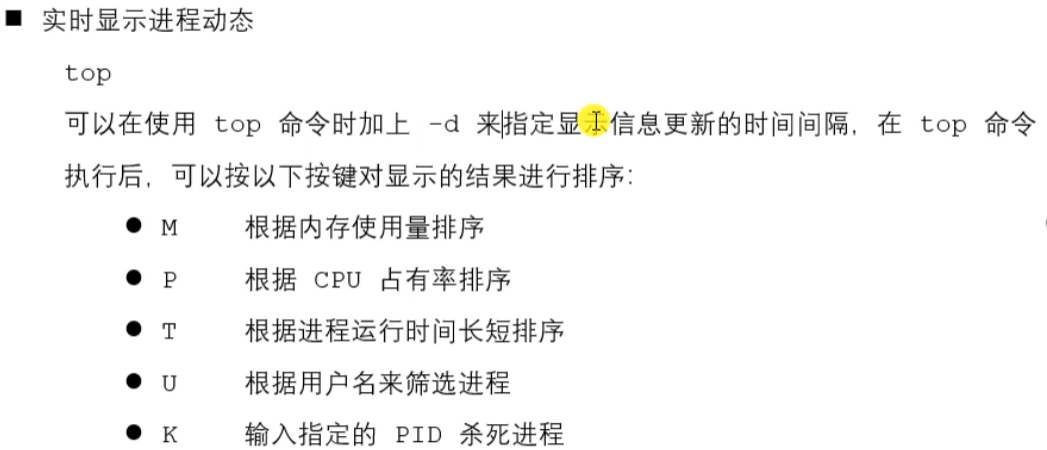 ■ 实时显示进程动态
top
可以在使用 top 命令时加上 -d 来指定显示信息更新的时间间隔，在 top 命令
执行后，可以按以下按键对显示的结果进行排序：
● M 根据内存使用量排序
● P 根据 CPU 占有率排序
● T 根据进程运行时间长短排序
● U 根据用户名来筛选进程
● K 输入指定的 PID 杀死进程